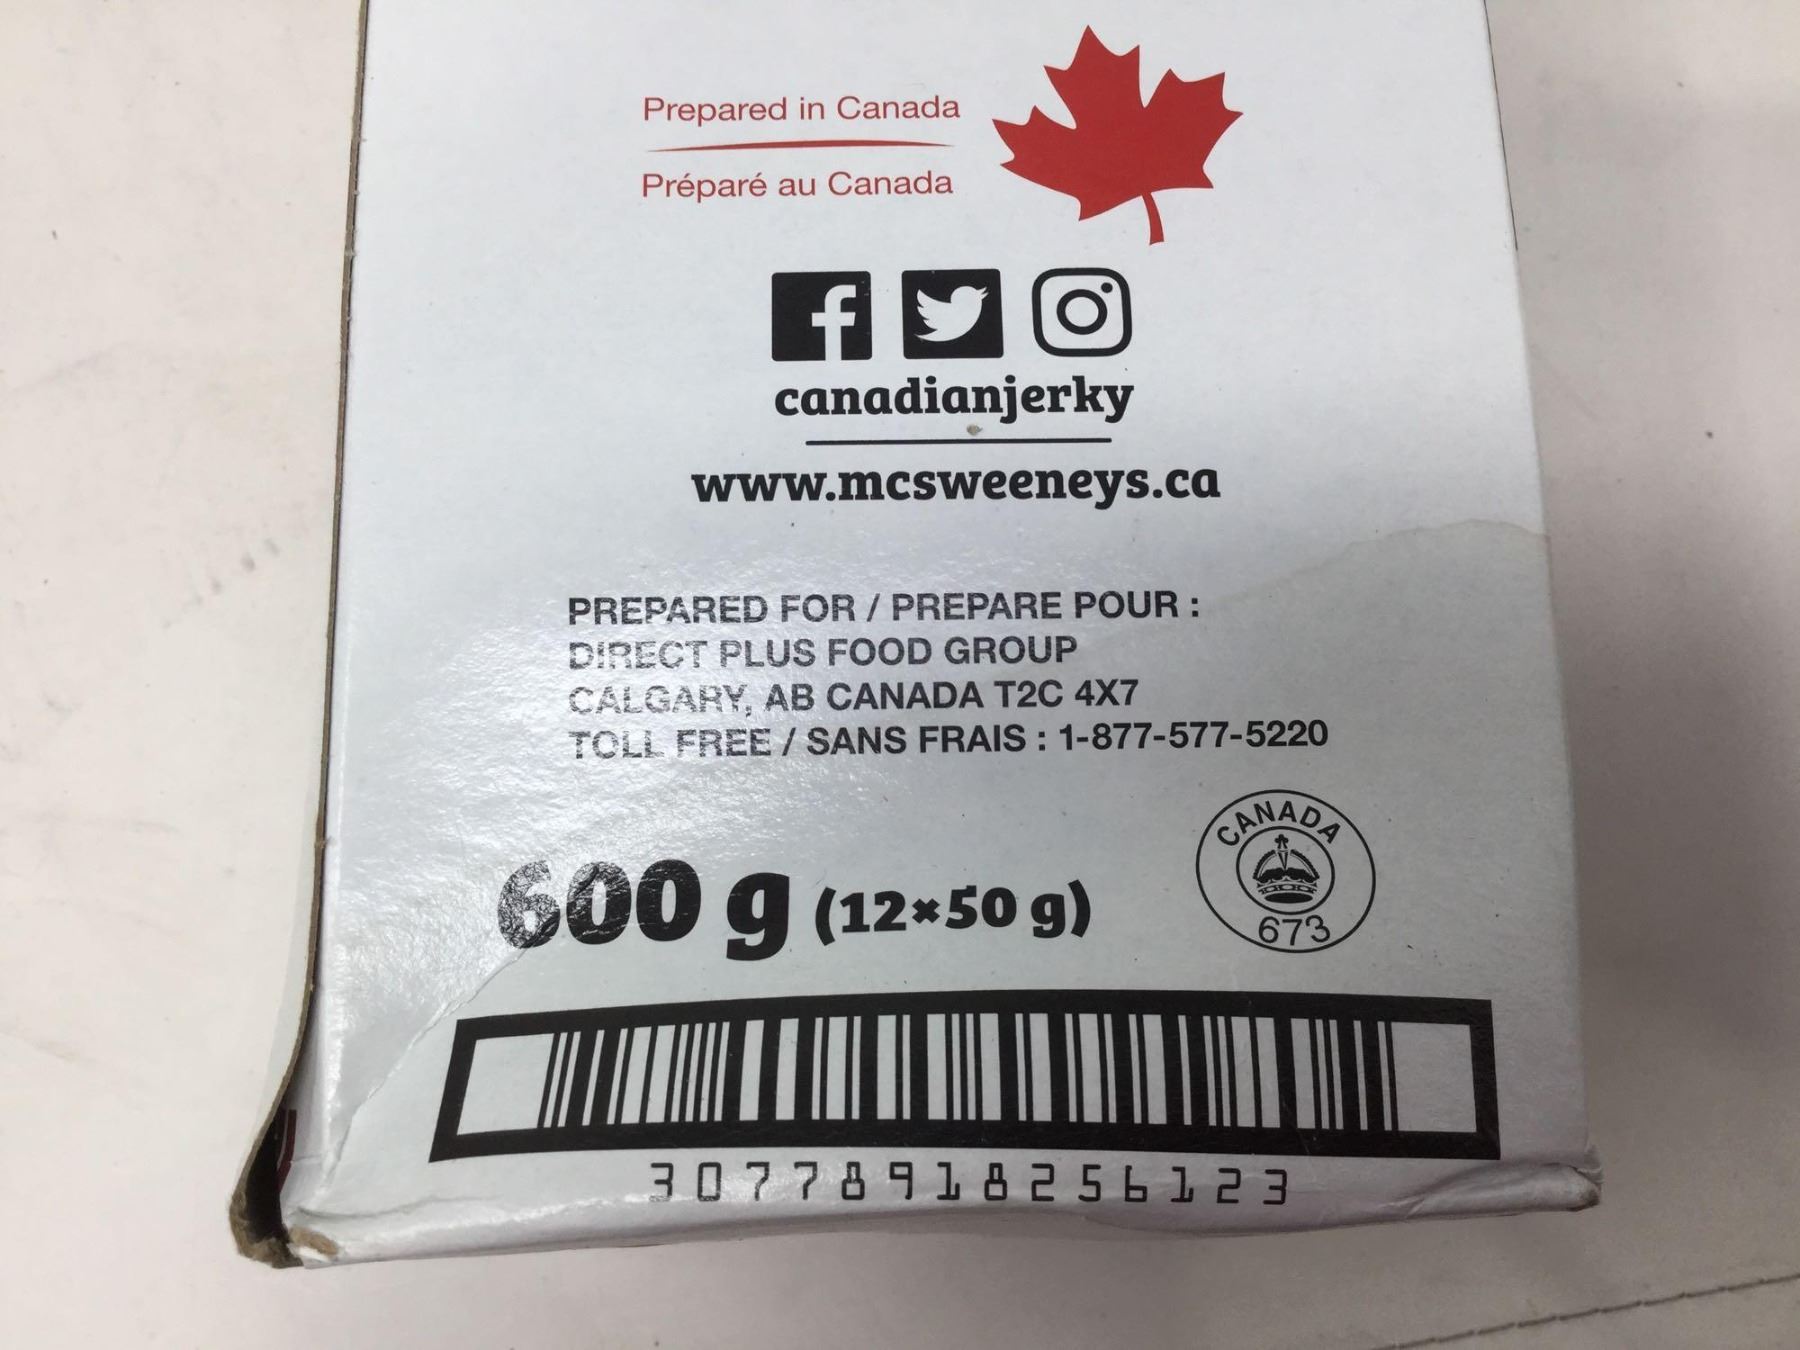 Prepared in Canada
Préparé au Canada
canadianjerky
www.mcsweeneys.ca
PREPARED FOR / PREPARE POUR :
DIRECT PLUS FOOD GROUP
CALGARY, AB CANADA T2C 4X7
TOLL FREE / SANS FRAIS : 1-877-577-5220
600 g (12×50 g)
CANADA
673
30778918256123